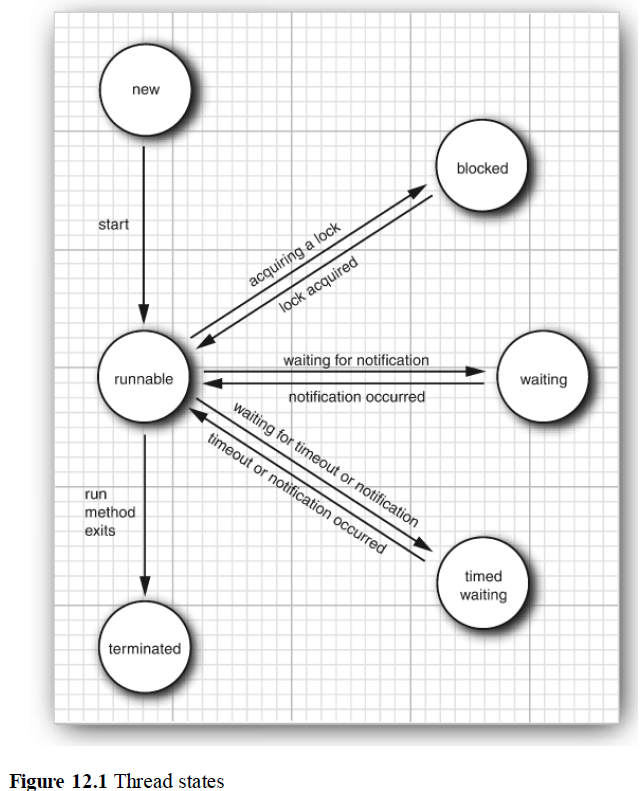 new
blocked
start
acquiring a lock
lock acquired
runnable
waiting for notification
notification occurred
waiting
waiting for timeout or notification
timeout or notification occurred
run
method
exits
timed
waiting
terminated
Figure 12.1 Thread states